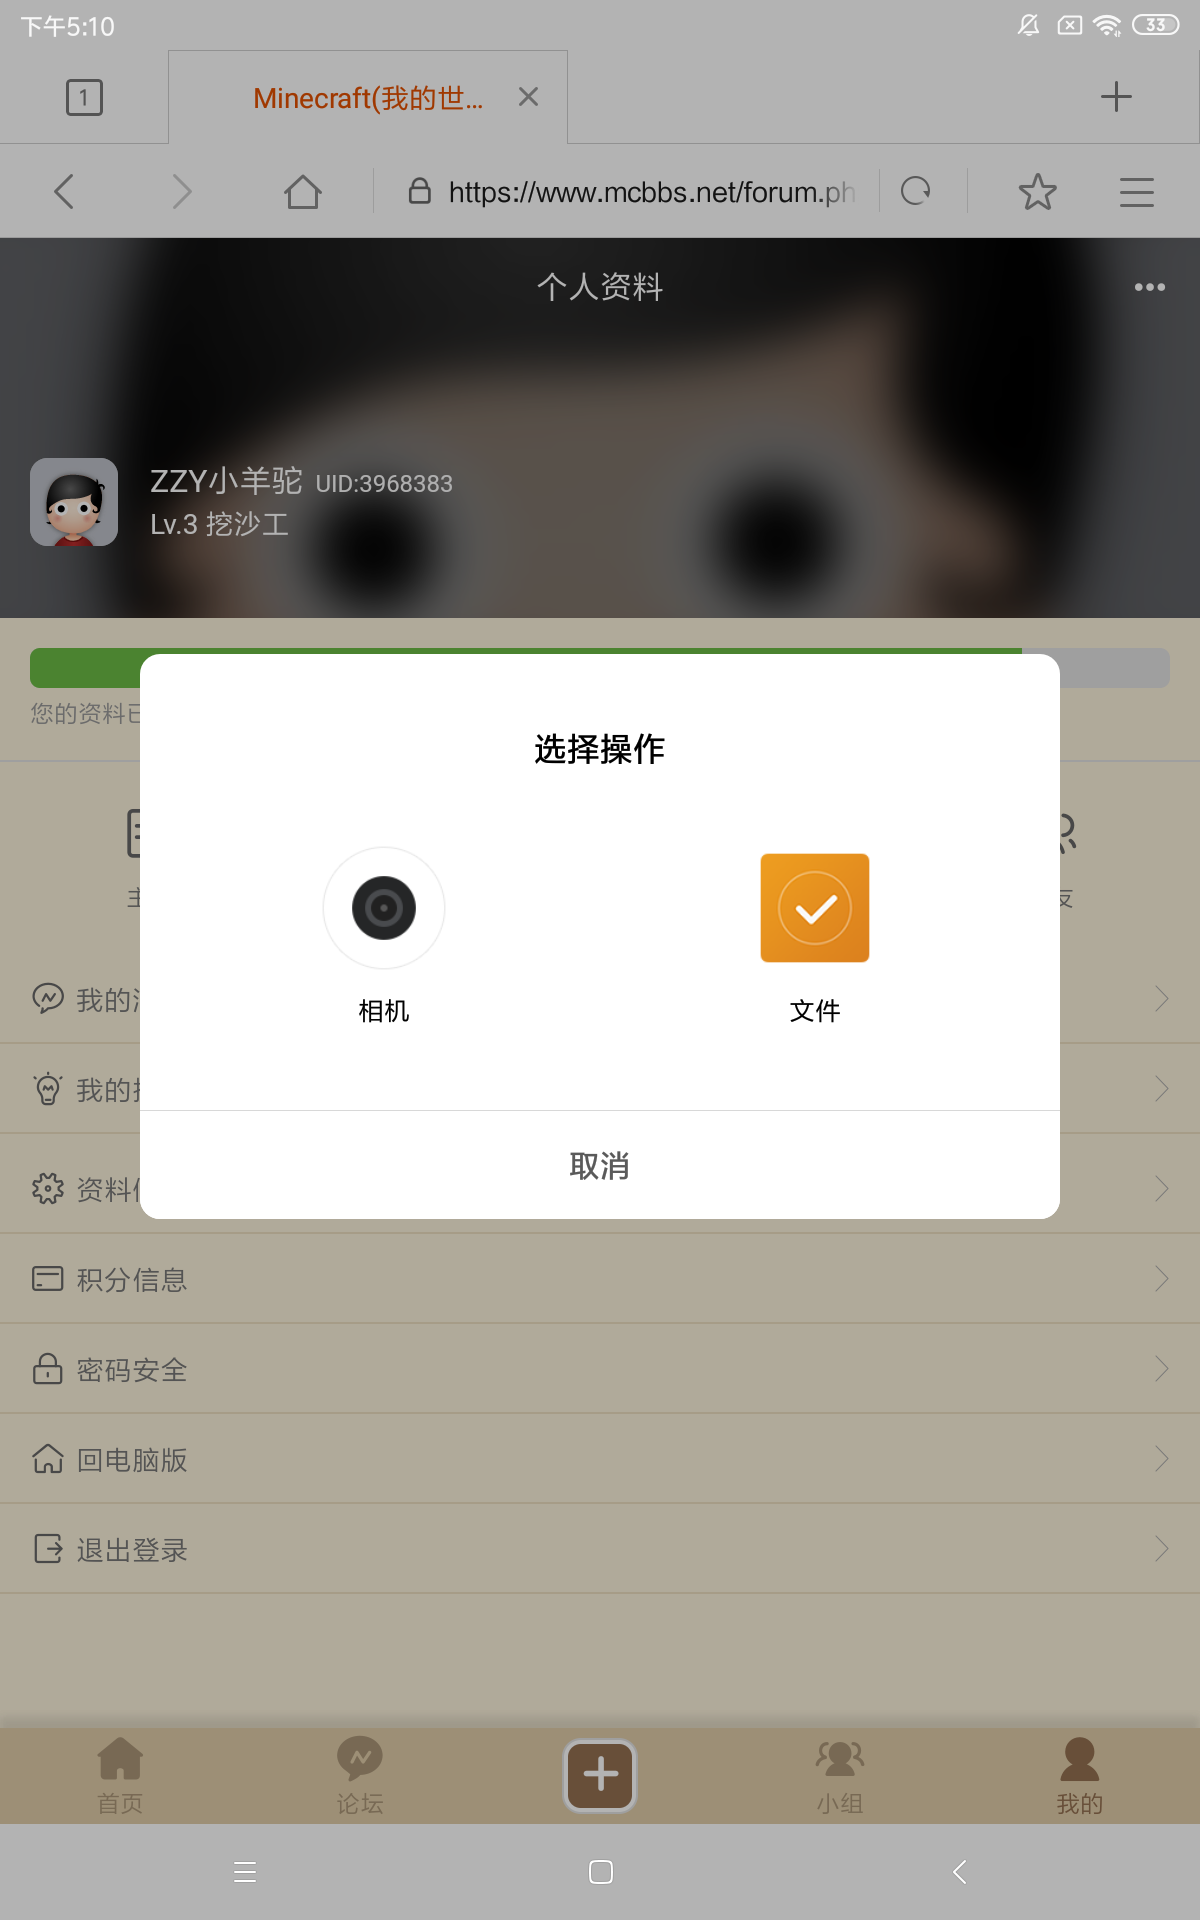 下午5:10
33
1
Minecraft(我的世...
https://www.mcbbs.net/forum.ph
个人资料
ZZY小羊驼 UID:3968383
Lv.3 挖沙工
您的资料已
选择操作
主
友
相机
文件
我的
我的
取消
资料
积分信息
密码安全
回电脑版
退出登录
首页
论坛
小组
我的